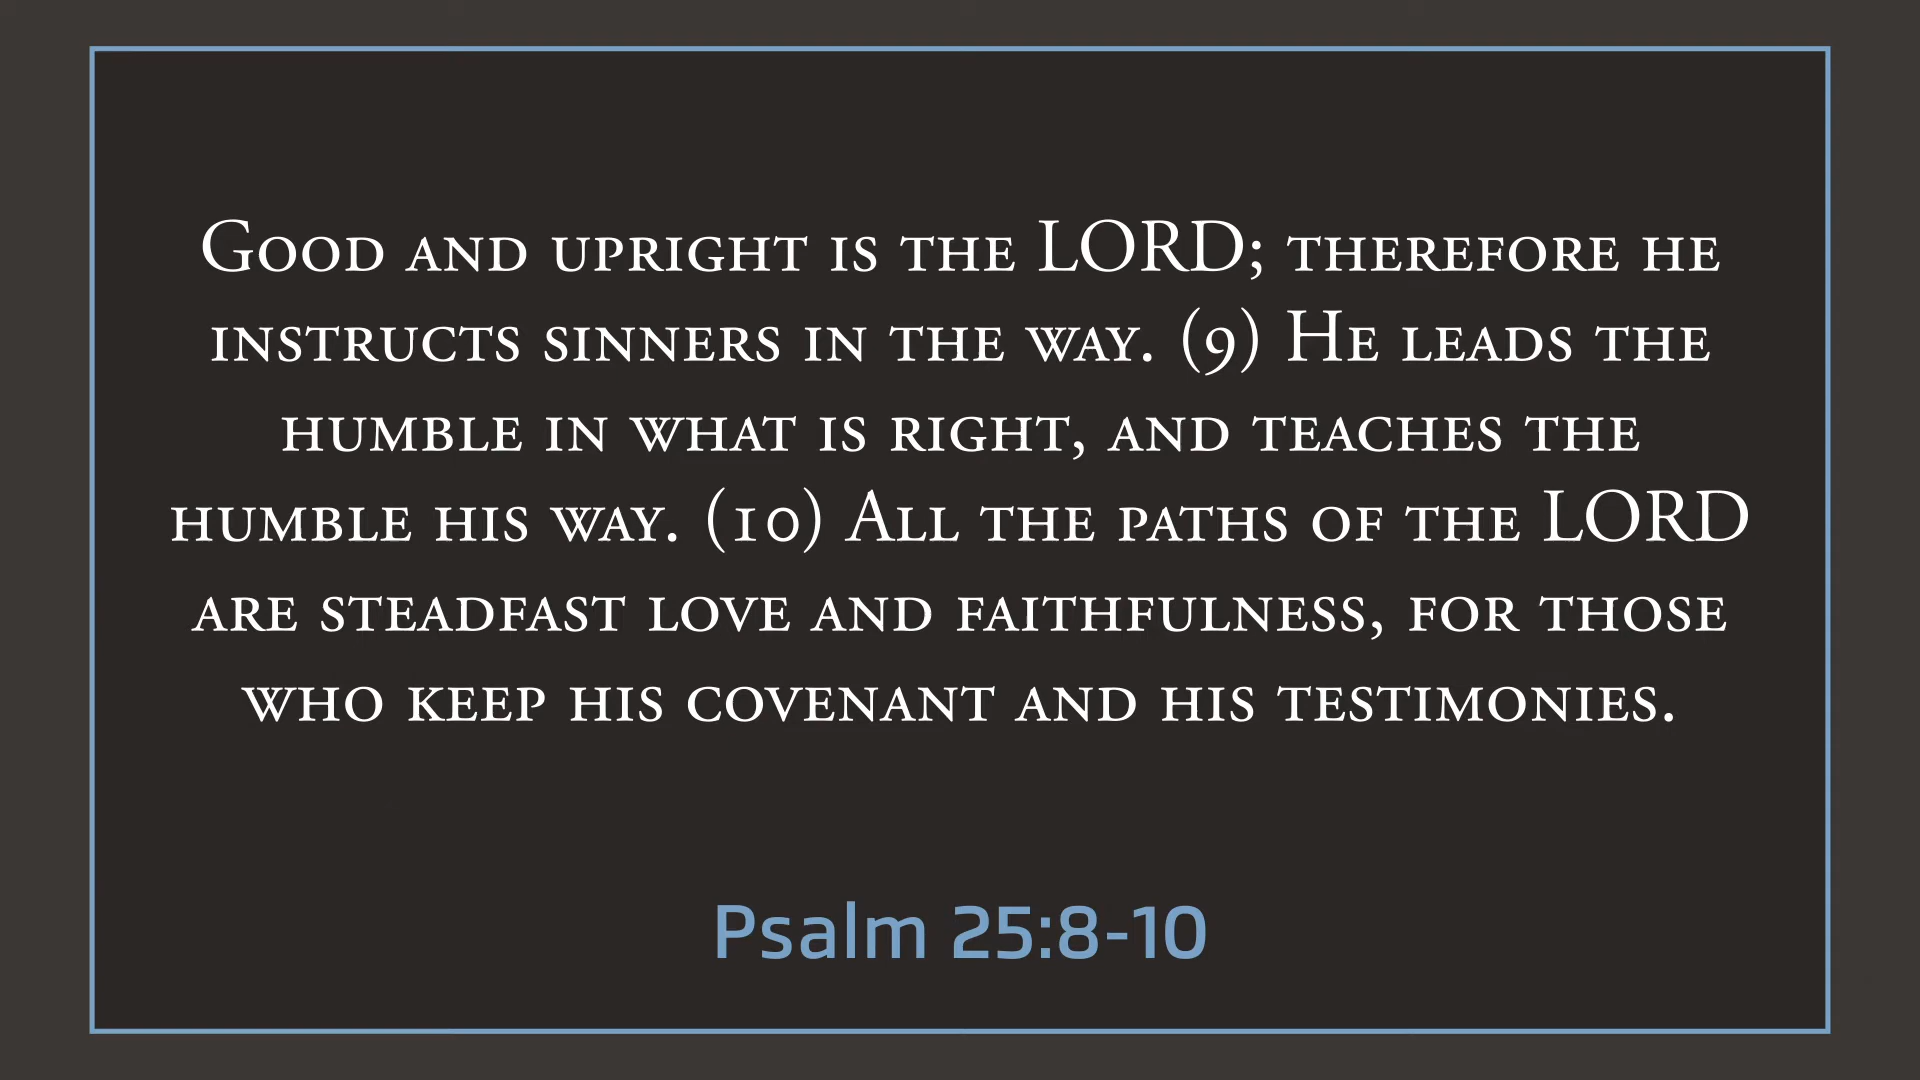 Good and upright is the LORD; therefore he
instructs sinners in the way. (9) He leads the
humble in what is right, and teaches the
humble his way. (10) All the paths of the LORD
are steadfast love and faithfulness, for those
who keep his covenant and his testimonies.
Psalm 25:8-10